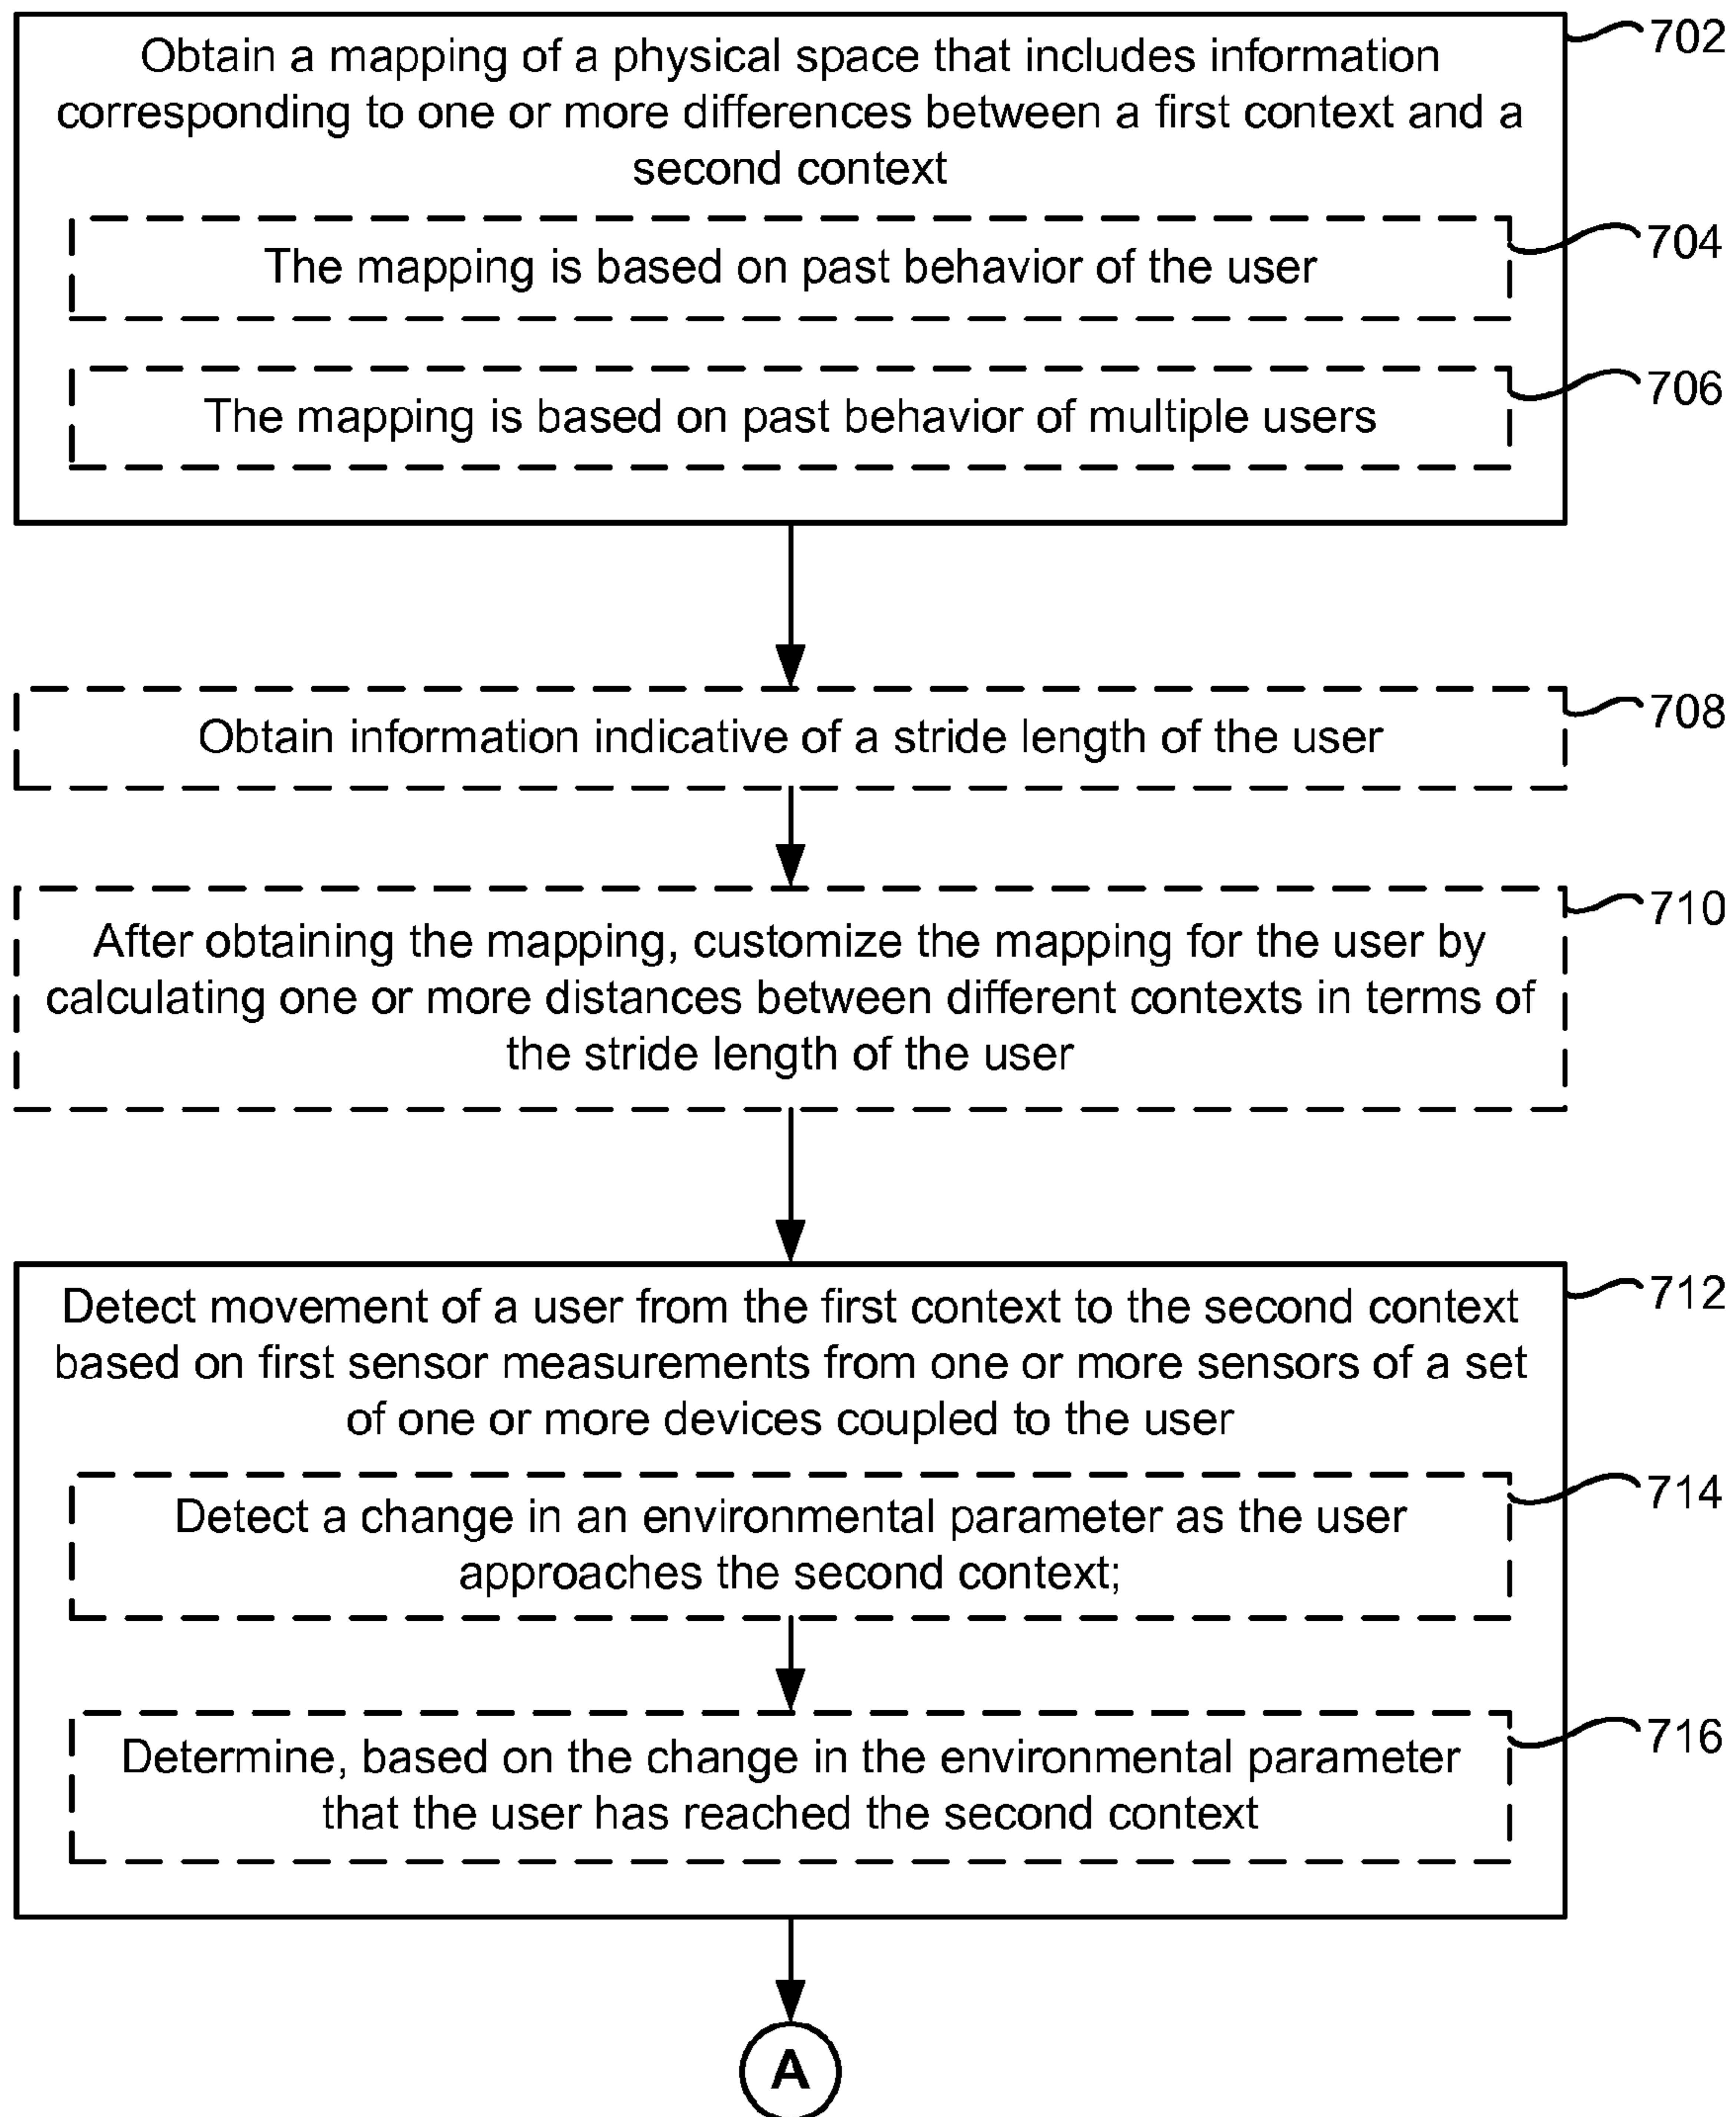 702
Obtain a mapping of a physical space that includes information
corresponding to one or more differences between a first context and a
second context
704
The mapping is based on past behavior of the user
706
The mapping is based on past behavior of multiple users
708
Obtain information indicative of a stride length of the user
710
After obtaining the mapping, customize the mapping for the user by
calculating one or more distances between different contexts in terms of
the stride length of the user
712
Detect movement of a user from the first context to the second context
based on first sensor measurements from one or more sensors of a set
of one or more devices coupled to the user
714
Detect a change in an environmental parameter as the user
approaches the second context;
716
Determine, based on the change in the environmental parameter
that the user has reached the second context
A